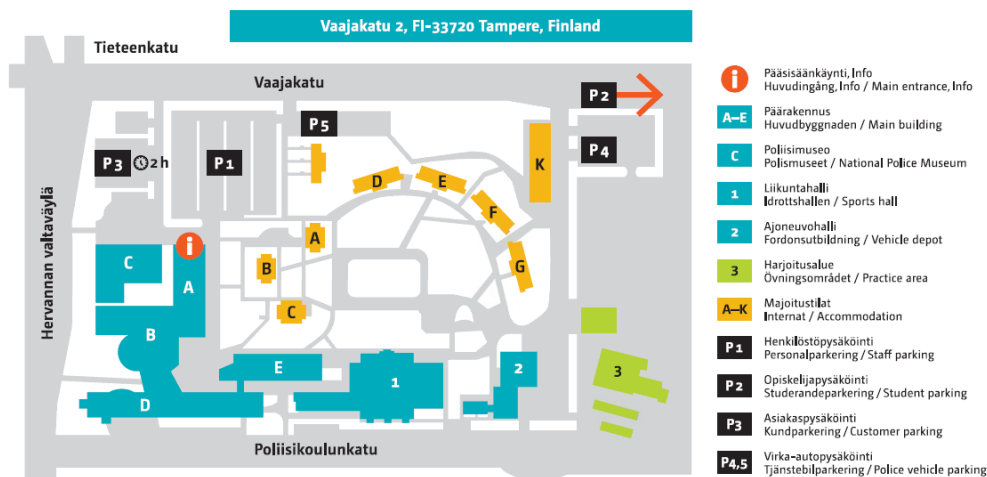 Vaajakatu 2, FI-33720 Tampere, Finland
Tieteenkatu
Vaajakatu
P2
P5
P3 2 h
P1
P4
K
D
E
F
G
A
B
C
Hervannan valtaväylä
i
C
A
B
E
D
1
2
3
Poliisikoulunkatu
i
Pääsisäänkäynti, Info
Huvudingång, Info / Main entrance, Info
A–E
Päärakennus
Huvudbyggnaden / Main building
C
Poliisimuseo
Polismuseet / National Police Museum
1
Liikuntahalli
Idrottshallen / Sports hall
2
Ajoneuvohalli
Fordonsutbildning / Vehicle depot
3
Harjoitusalue
Övningsområdet / Practice area
A–K
Majoitustilat
Internat / Accommodation
P1
Henkilöstöpysäköinti
Personalparkering / Staff parking
P2
Opiskelijapysäköinti
Studerandeparkering / Student parking
P3
Asiakaspysäköinti
Kundparkering / Customer parking
P4,5
Virka-autopysäköinti
Tjänstebilparkering / Police vehicle parking